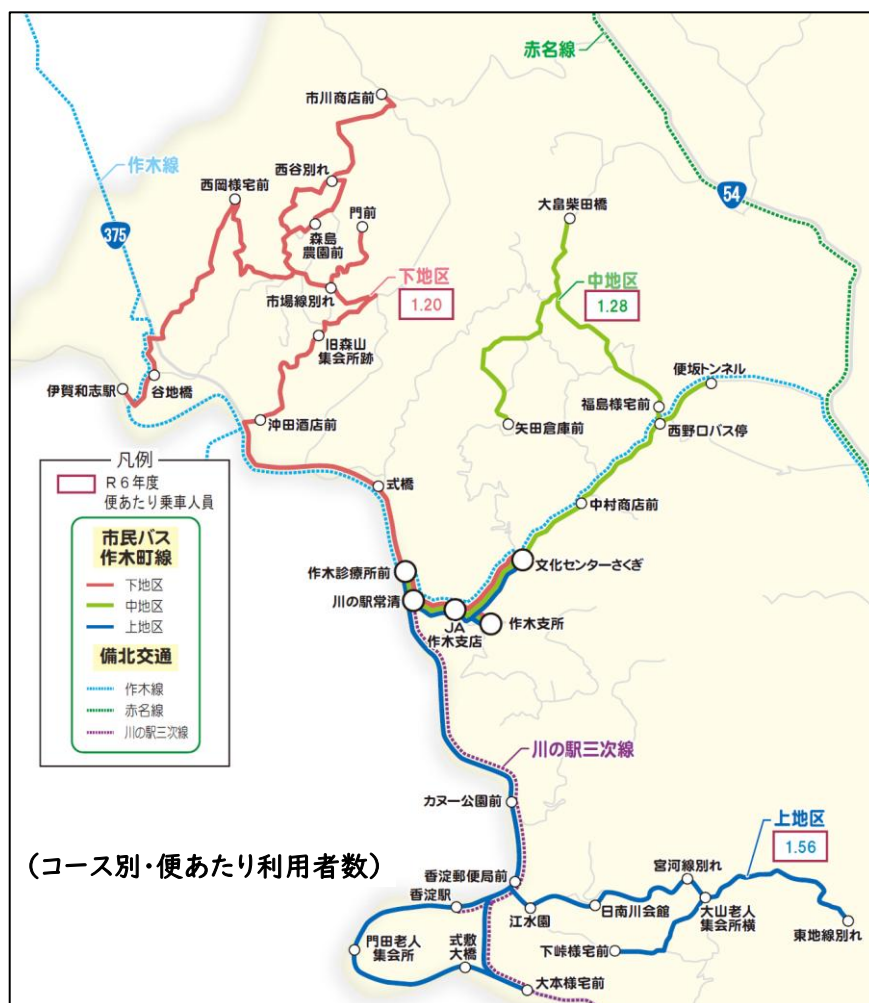 赤名線
市川商店前
作木線
西谷別れ
54
西岡様宅前
門前
大畠柴田橋
375
森島
農園前
下地区
1.20
中地区
1.28
市場線別れ
旧森山
集会所跡
便坂トンネル
伊賀和志駅
谷地橋
福島様宅前
沖田酒店前
矢田倉庫前
西野口バス停
凡例
R6年度
便あたり乗車人員
式橋
中村商店前
市民バス
作木町線
下地区
中地区
上地区
備北交通
作木線
赤名線
川の駅三次線
作木診療所前
文化センターさくぎ
川の駅常清
JA
作木支店
作木支所
川の駅三次線
カヌー公園前
上地区
1.56
(コース別・便あたり利用者数)
宮河線別れ
香淀郵便局前
香淀駅
江水園
日南川会館
大山老人
集会所横
東地線別れ
門田老人
集会所
式敷
大橋
下峠様宅前
大本様宅前